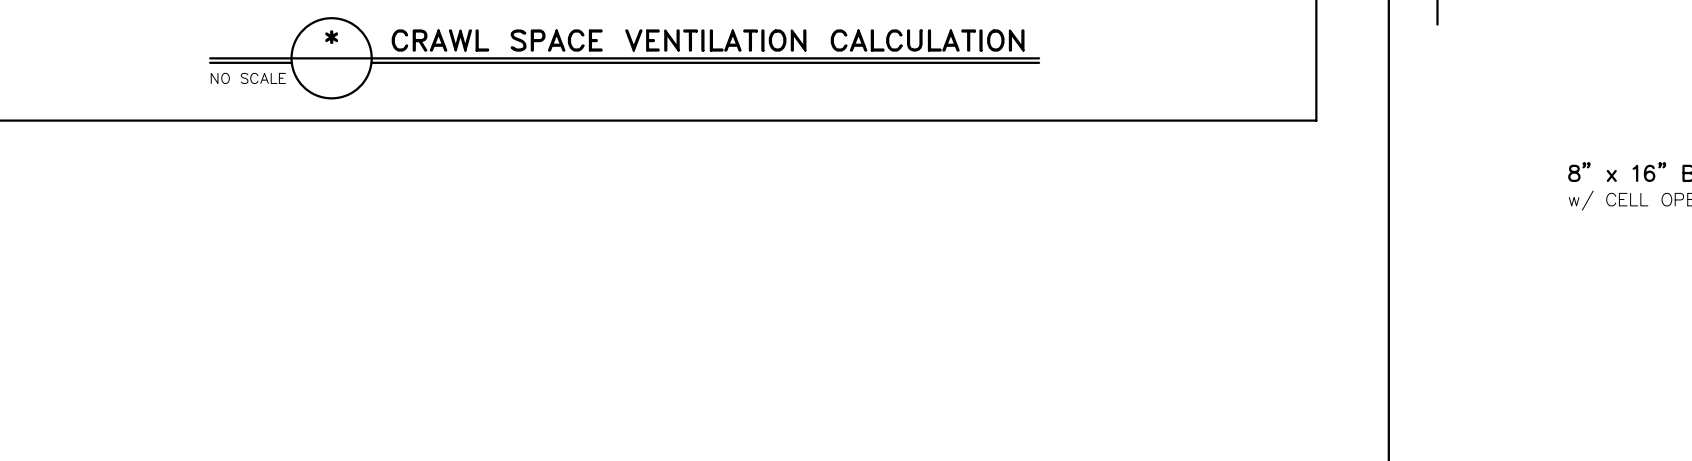 *
CRAWL SPACE VENTILATION CALCULATION
NO SCALE
8" x 16"
w/ CELL